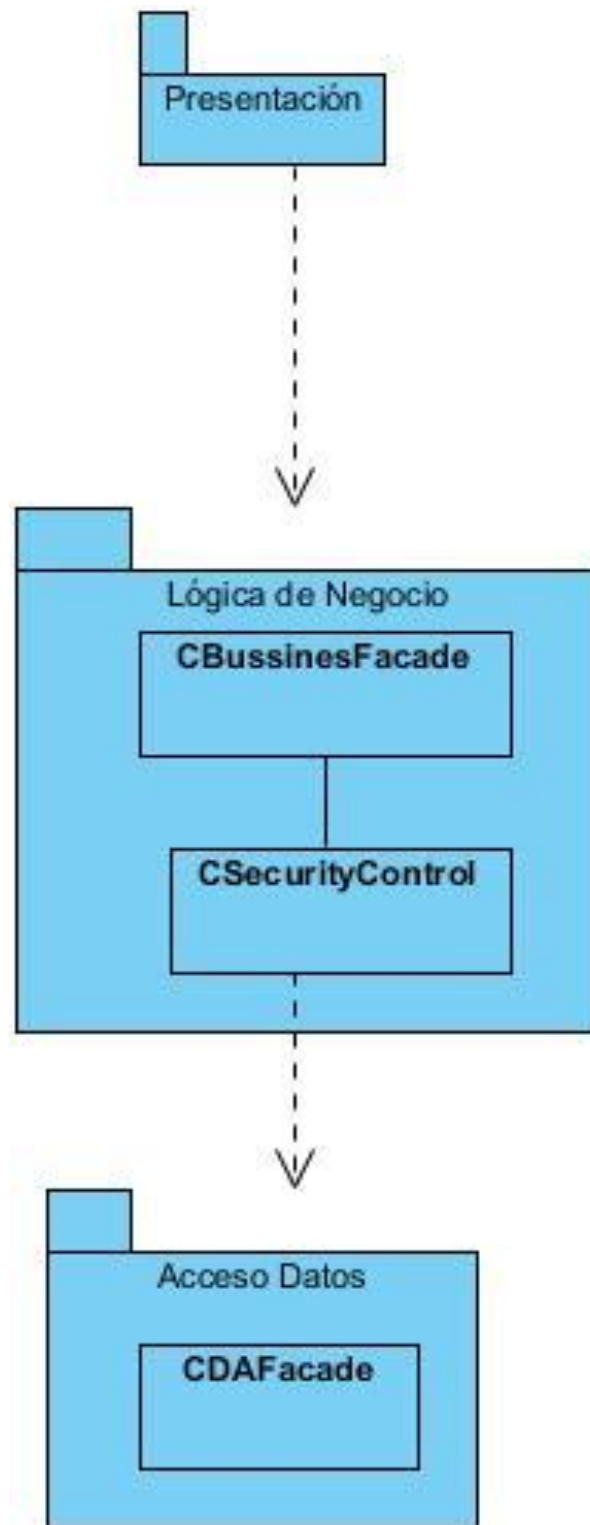 Presentación
Lógica de Negocio
CBussinesFacade
CSecurityControl
Acceso Datos
CDAFacade